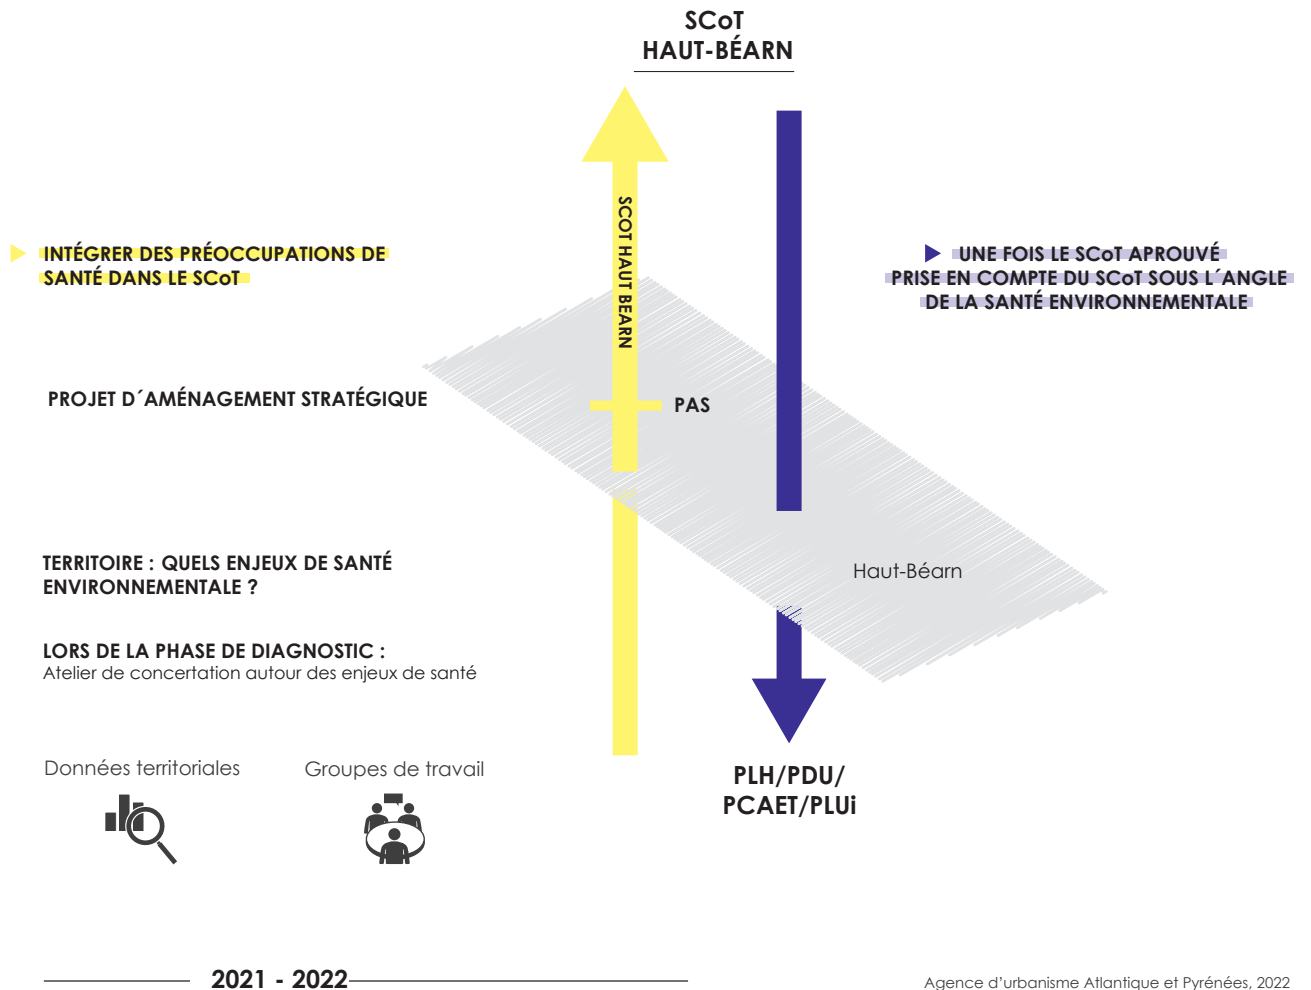 SCoT
HAUT-BÉARN
SCOT HAUT BEARN
INTÉGRER DES PRÉOCCUPATIONS DE
SANTÉ DANS LE SCoT
UNE FOIS LE SCoT APROUVÉ
PRISE EN COMPTE DU SCoT SOUS L´ANGLE
DE LA SANTÉ ENVIRONNEMENTALE
PROJET D´AMÉNAGEMENT STRATÉGIQUE
PAS
TERRITOIRE : QUELS ENJEUX DE SANTÉ
ENVIRONNEMENTALE ?
Haut-Béarn
LORS DE LA PHASE DE DIAGNOSTIC :
Atelier de concertation autour des enjeux de santé
Données territoriales
Groupes de travail
PLH/PDU/
PCAET/PLUi
2021 - 2022
Agence d’urbanisme Atlantique et Pyrénées, 2022